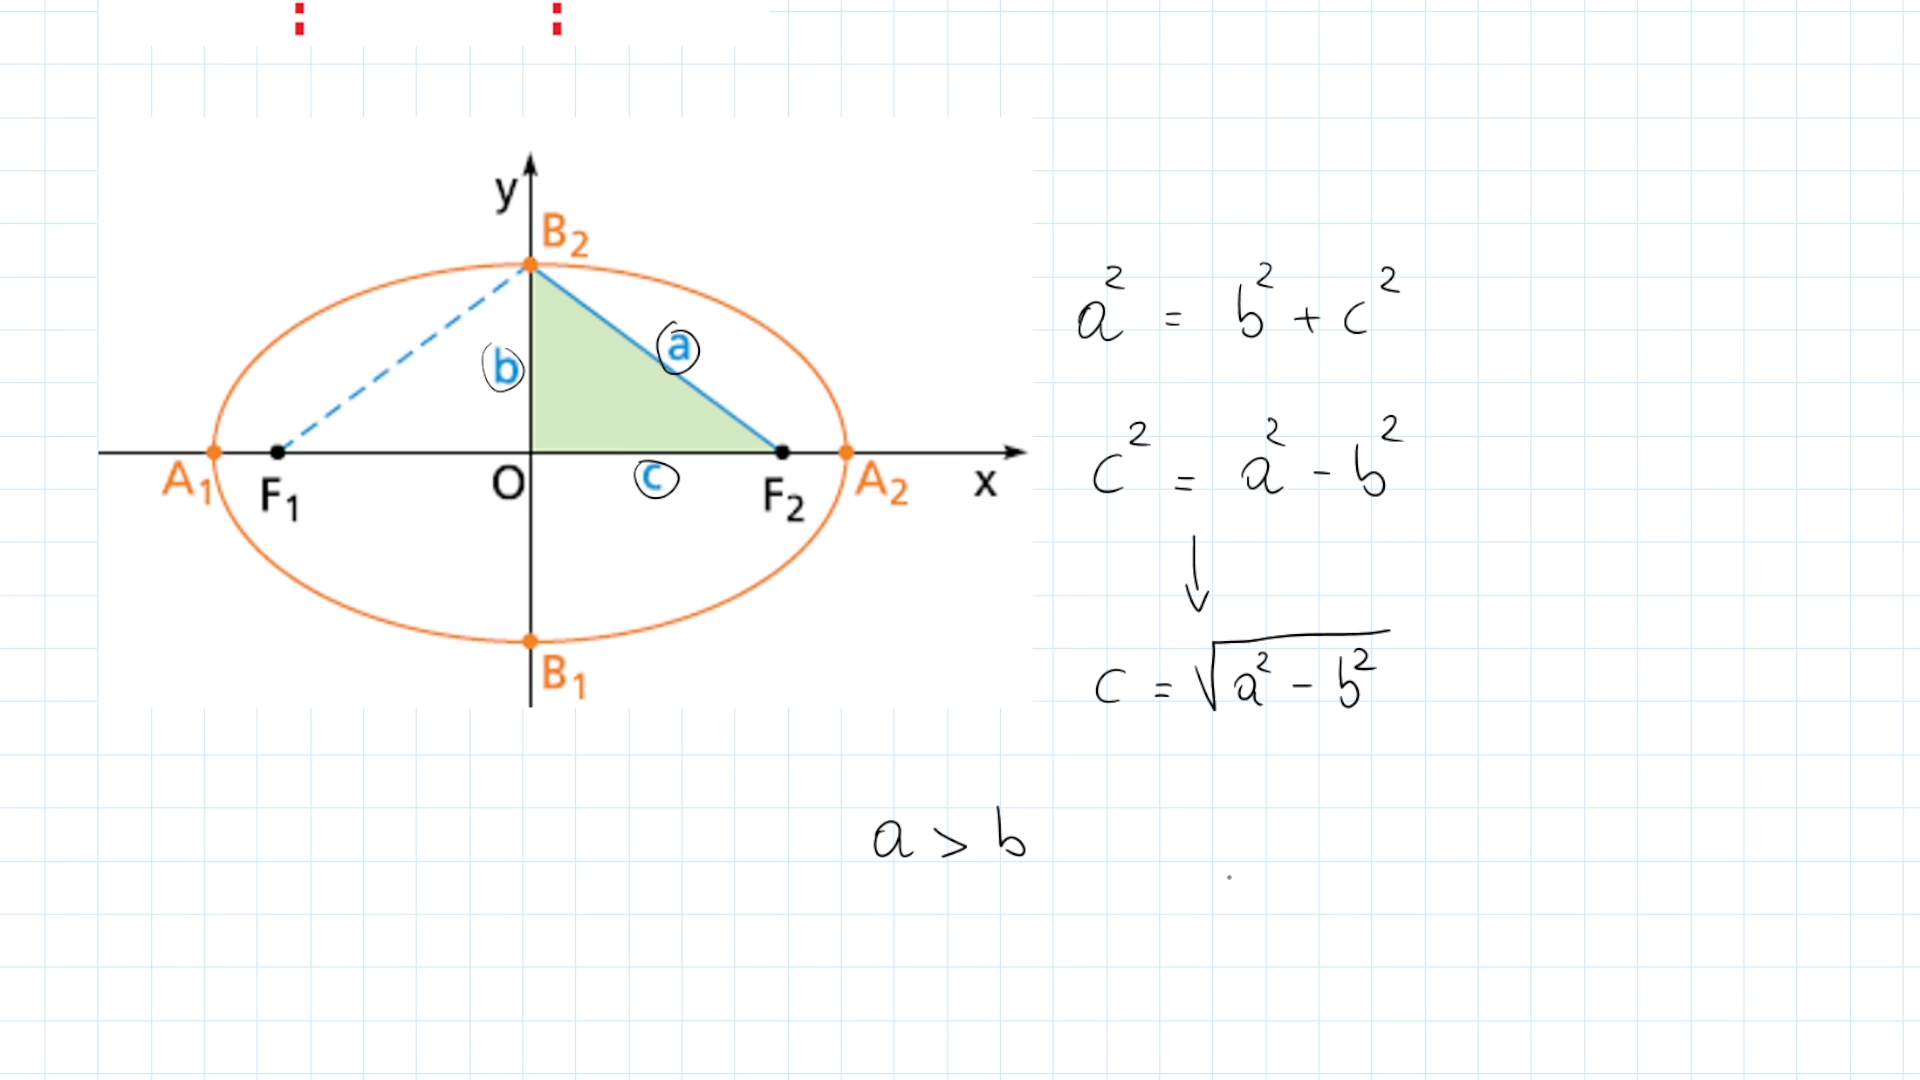 y
B₂
b
a
A₁
F₁
O
c
F₂
A₂
x
B₁
a² = b² + c²
c² = a² - b²
↓
c = √(a² - b²)
a > b